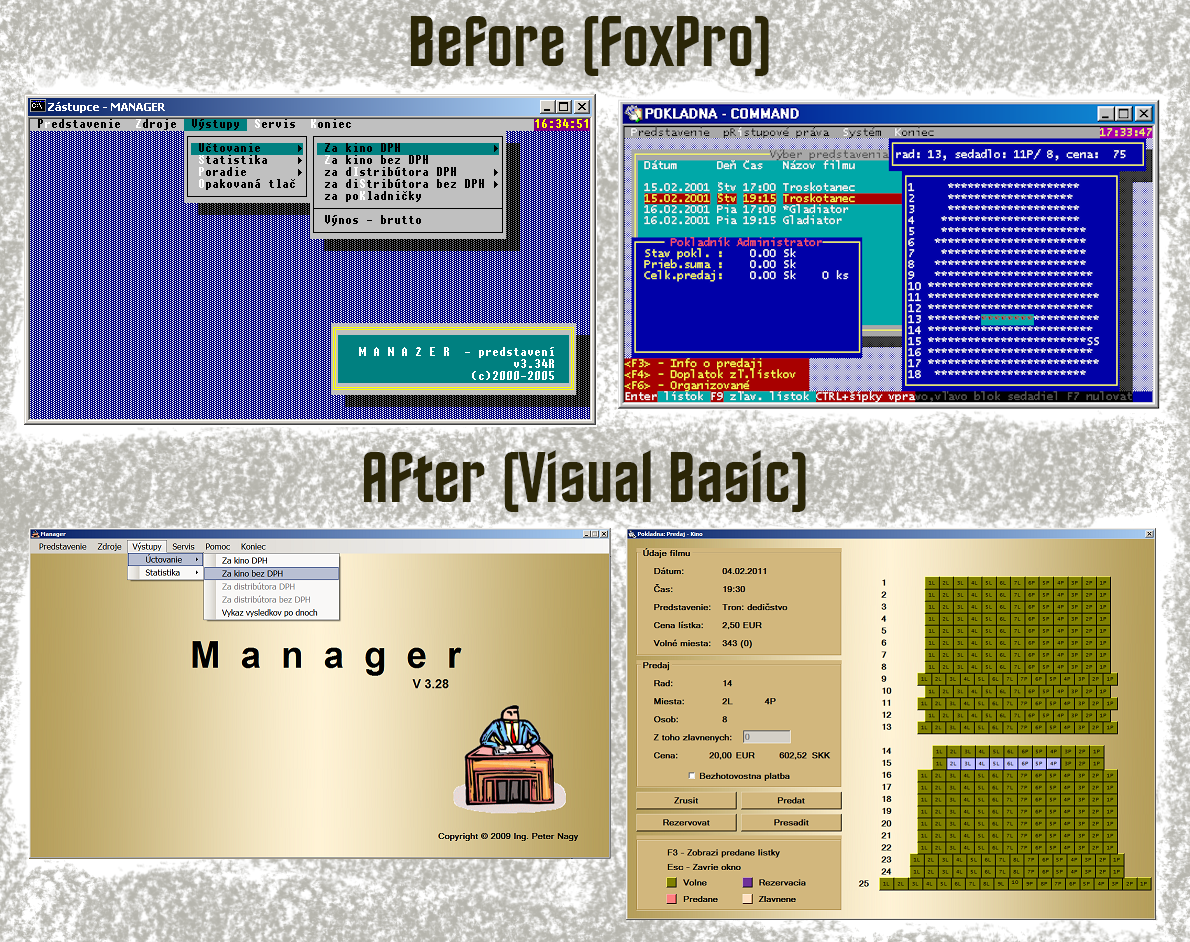 Before (FoxPro)
Zástupce - MANAGER
Predstavenie Zdroje Výstupy Servis Koniec 16:34:51
Účtovanie
Statistika
Poradie
Opakovaná tlač
Za kino DPH
Za kino bez DPH
za distribútora DPH
za distribútora bez DPH
za pokladničky
Výnos - brutto
M A N A Z E R - predstavení
v3.34R
(c)2000-2005
POKLADNA - COMMAND
Predstavenie pRístupové práva Systém Koniec 17:33:47
Vyber predstavenia
Dátum Deň Čas Názov filmu
15.02.2001 Štv 17:00 Troskotanec
15.02.2001 Štv 19:15 Troskotanec
16.02.2001 Pia 17:00 *Gladiator
16.02.2001 Pia 19:15 Gladiator
rad: 13, sedadlo: 11P/ 8, cena: 75
Pokladník Administrator
Stav pokl. : 0.00 Sk
Prieb.suma : 0.00 Sk
Celk.predaj: 0.00 Sk 0 ks
1
2
3
4
5
6
7
8
9
10
11
12
13
14
15 SS
16
17
18
<F3> - Info o predaji
<F4> - Doplatok zľ.lístkov
<F6> - Organizované
Enter lístok F9 zľav. lístok CTRL+šípky vpravo,vľavo blok sedadiel F7 nulovat
After (Visual Basic)
Manager
Predstavenie Zdroje Výstupy Servis Pomoc Koniec
Účtovanie
Statistika
Za kino DPH
Za kino bez DPH
Za distribútora DPH
Za distribútora bez DPH
Vykaz vysledkov po dnoch
M a n a g e r
V 3.28
Copyright © 2009 Ing. Peter Nagy
Pokladna: Predaj - Kino
Údaje filmu
Dátum: 04.02.2011
Čas: 19:30
Predstavenie: Tron: dedičstvo
Cena lístka: 2,50 EUR
Volné miesta: 343 (0)
Predaj
Rad: 14
Miesta: 2L 4P
Osob: 8
Z toho zlavnenych: 0
Cena: 20,00 EUR 602,52 SKK
Bezhotovostna platba
Zrusit Predat
Rezervovat Presadit
F3 - Zobrazi predane listky
Esc - Zavrie okno
Volne Rezervacia
Predane Zlavnene
1
2
3
4
5
6
7
8
9
10
11
12
13
14
15
16
17
18
19
20
21
22
23
24
25